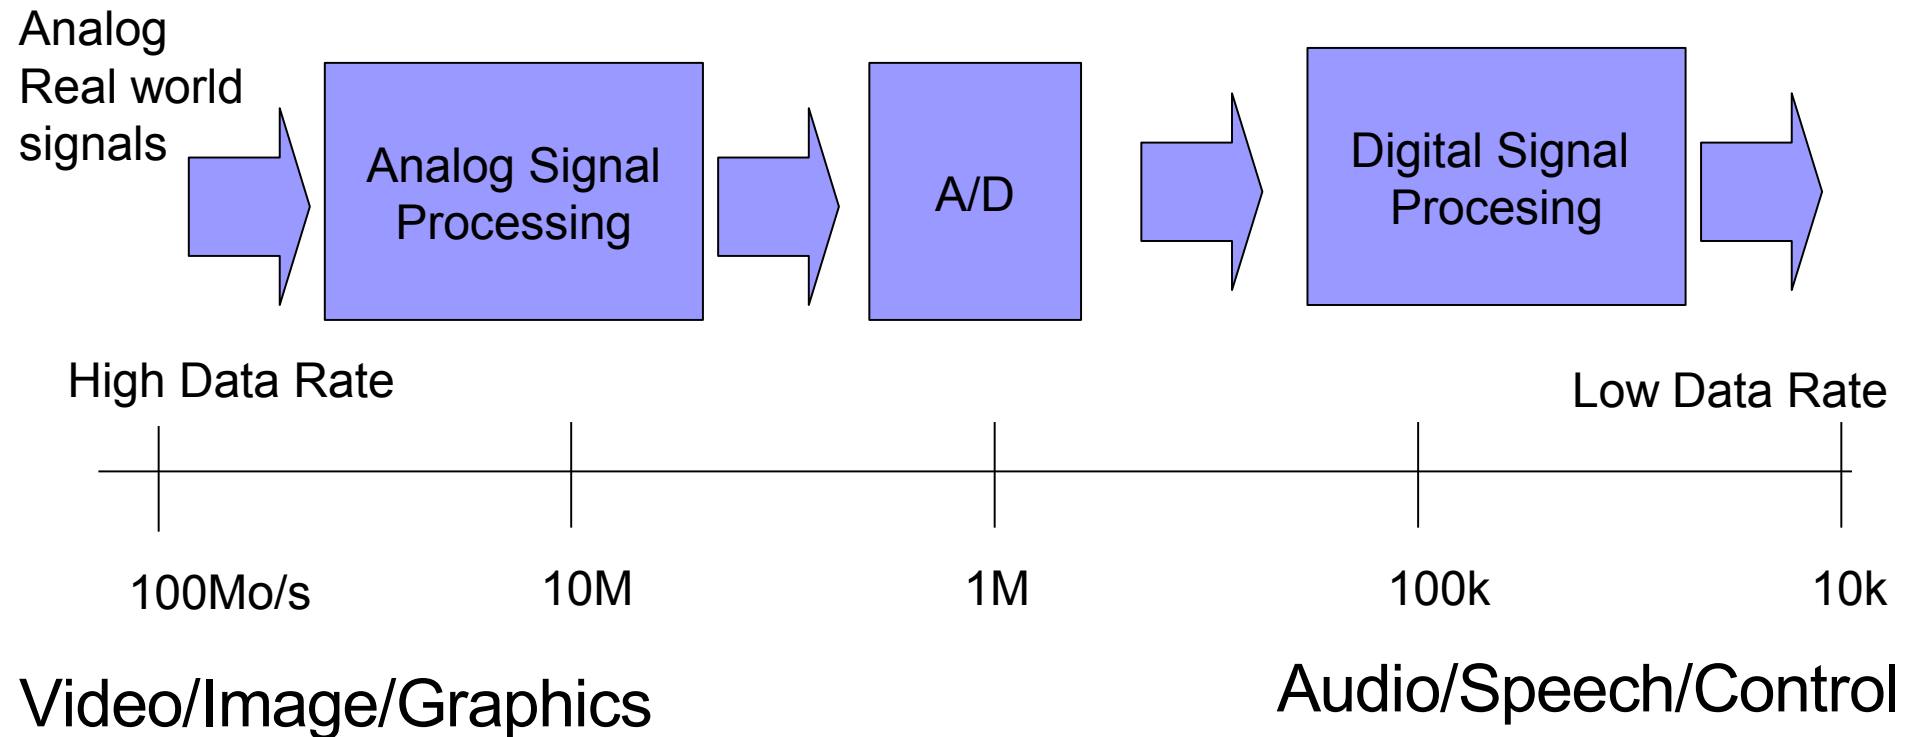 Analog
Real world
signals
Analog Signal
Processing
A/D
Digital Signal
Procesing
High Data Rate
Low Data Rate
100Mo/s
10M
1M
100k
10k
Video/Image/Graphics
Audio/Speech/Control